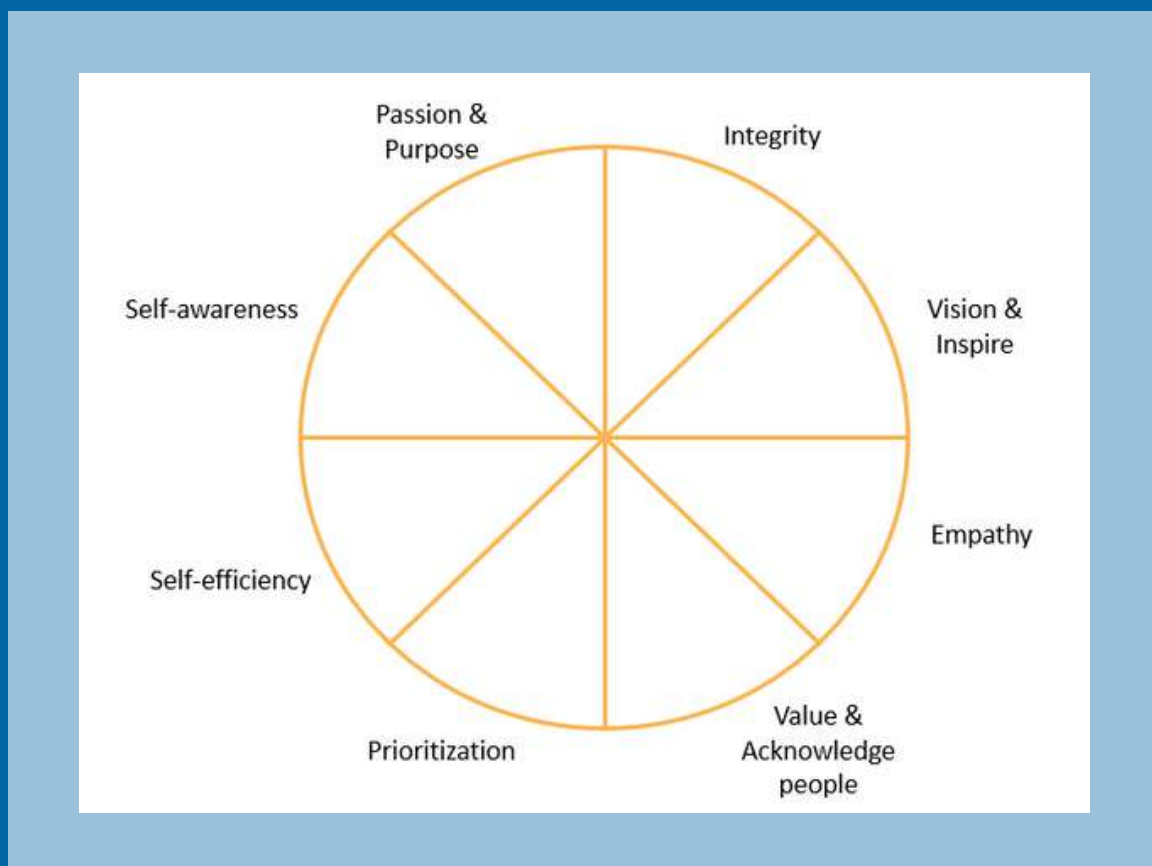 Passion &
Purpose
Integrity
Vision &
Inspire
Empathy
Value &
Acknowledge
people
Prioritization
Self-efficiency
Self-awareness